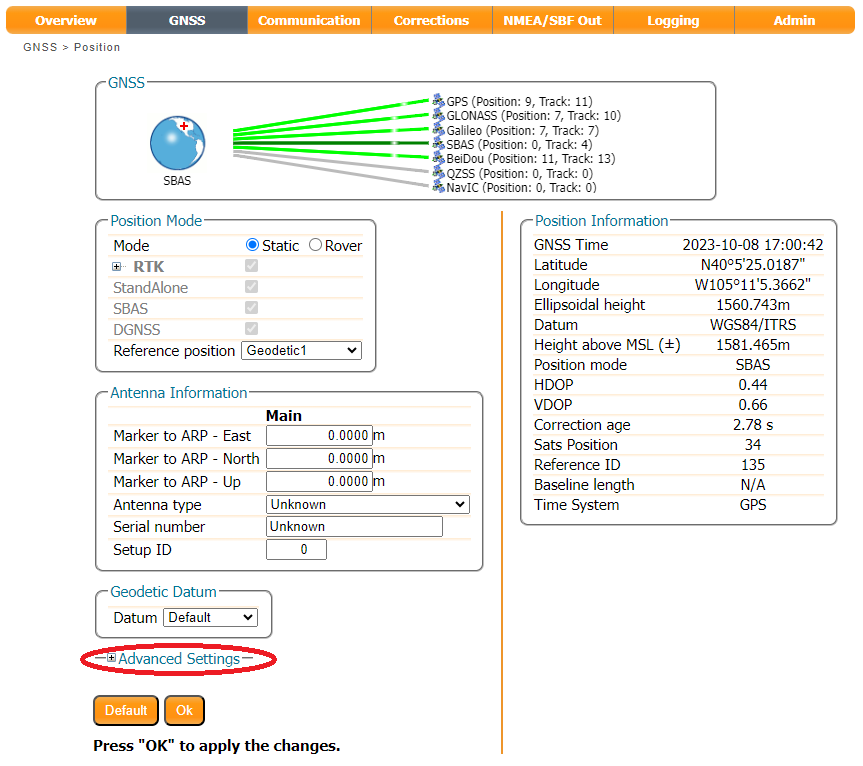 Overview GNSS Communication Corrections NMEA/SBF Out Logging Admin
GNSS > Position
GNSS
GPS (Position: 9, Track: 11)
GLONASS (Position: 7, Track: 10)
Galileo (Position: 7, Track: 7)
SBAS (Position: 0, Track: 4)
BeiDou (Position: 11, Track: 13)
QZSS (Position: 0, Track: 0)
NavIC (Position: 0, Track: 0)
SBAS
Position Mode
Mode Static Rover
RTK
StandAlone
SBAS
DGNSS
Reference position Geodetic1
Antenna Information
Main
Marker to ARP - East 0.0000 m
Marker to ARP - North 0.0000 m
Marker to ARP - Up 0.0000 m
Antenna type Unknown
Serial number Unknown
Setup ID 0
Geodetic Datum
Datum Default
Advanced Settings
Default Ok
Press "OK" to apply the changes.
Position Information
GNSS Time 2023-10-08 17:00:42
Latitude N40°5'25.0187"
Longitude W105°11'5.3662"
Ellipsoidal height 1560.743m
Datum WGS84/ITRS
Height above MSL (±) 1581.465m
Position mode SBAS
HDOP 0.44
VDOP 0.66
Correction age 2.78 s
Sats Position 34
Reference ID 135
Baseline length N/A
Time System GPS